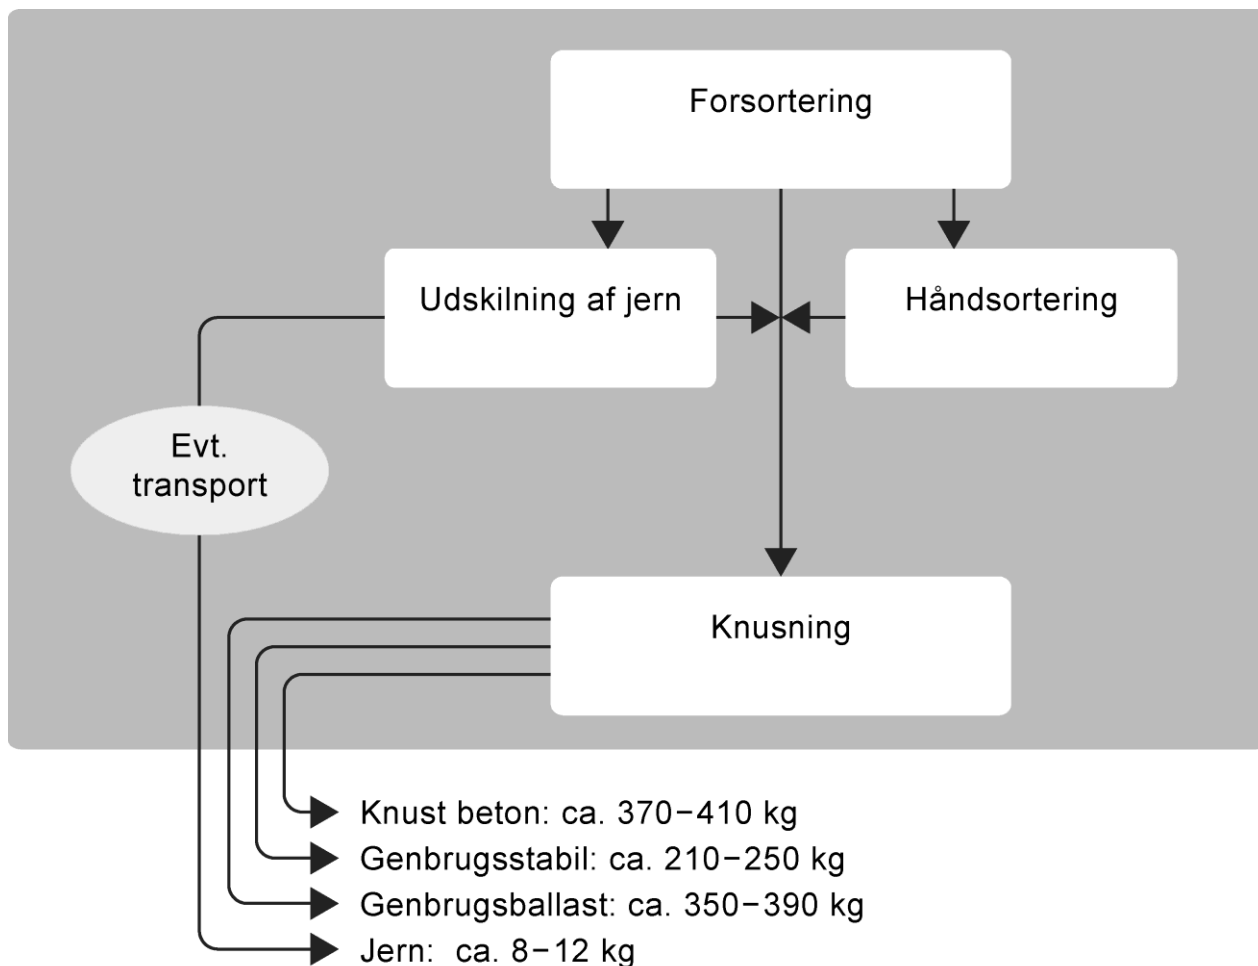 Forsortering
Udskilning af jern
Håndsortering
Evt.
transport
Knusning
Knust beton: ca. 370–410 kg
Genbrugsstabil: ca. 210–250 kg
Genbrugsballast: ca. 350–390 kg
Jern:  ca. 8–12 kg